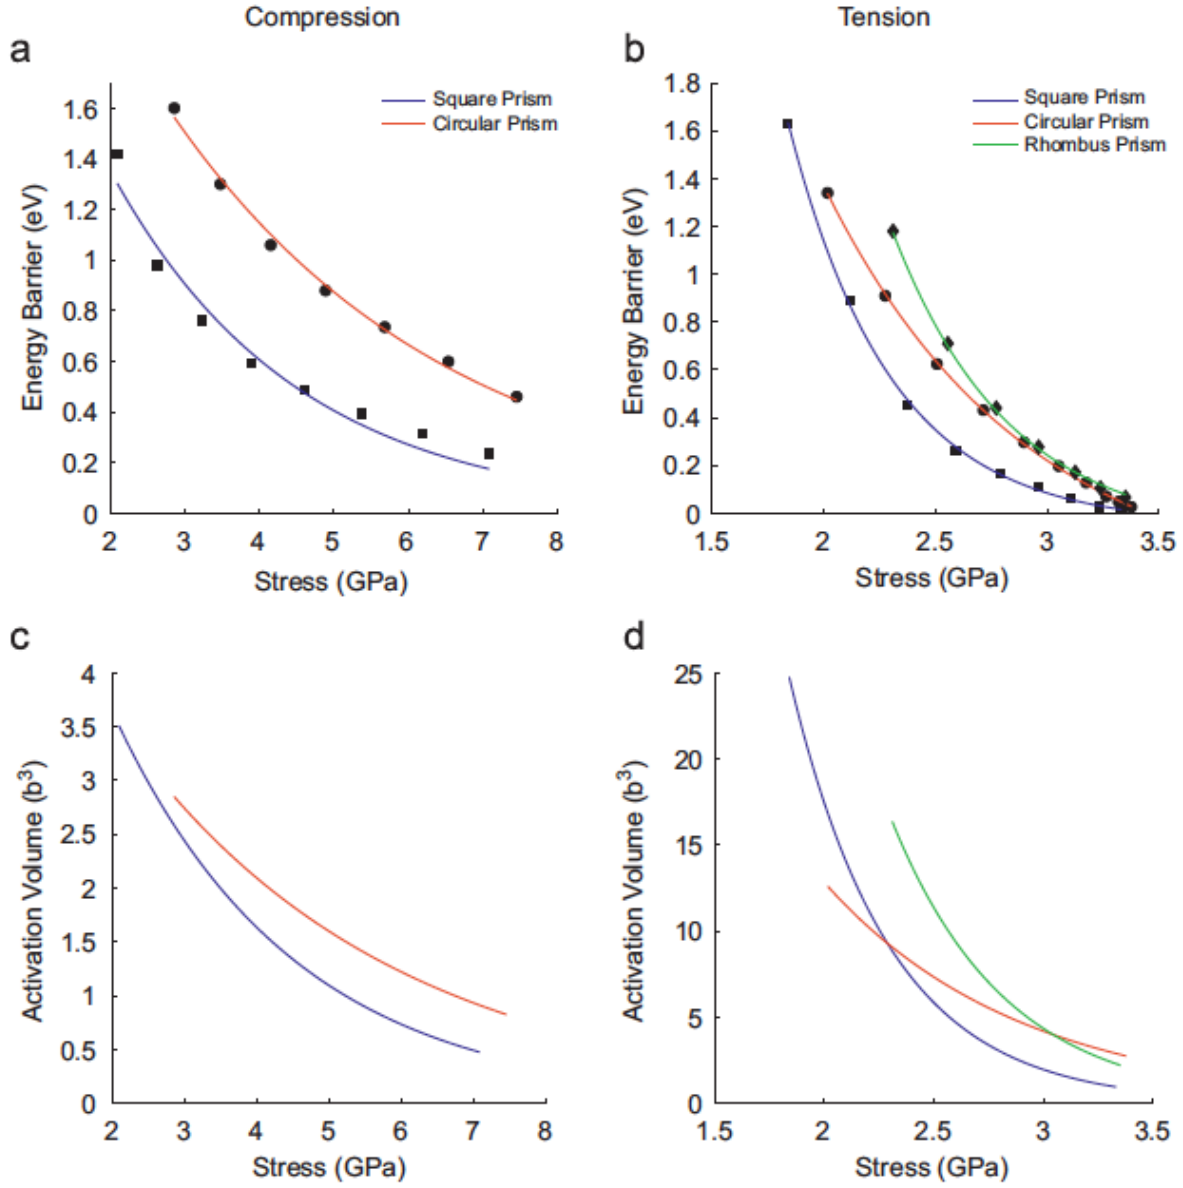 Compression
Tension
a
Energy Barrier (eV)
1.6
1.4
1.2
1
0.8
0.6
0.4
0.2
0
2 3 4 5 6 7 8
Stress (GPa)
Square Prism
Circular Prism
b
Energy Barrier (eV)
1.8
1.6
1.4
1.2
1
0.8
0.6
0.4
0.2
0
1.5 2 2.5 3 3.5
Stress (GPa)
Square Prism
Circular Prism
Rhombus Prism
c
Activation Volume (b³)
4
3.5
3
2.5
2
1.5
1
0.5
0
2 3 4 5 6 7 8
Stress (GPa)
d
Activation Volume (b³)
25
20
15
10
5
0
1.5 2 2.5 3 3.5
Stress (GPa)